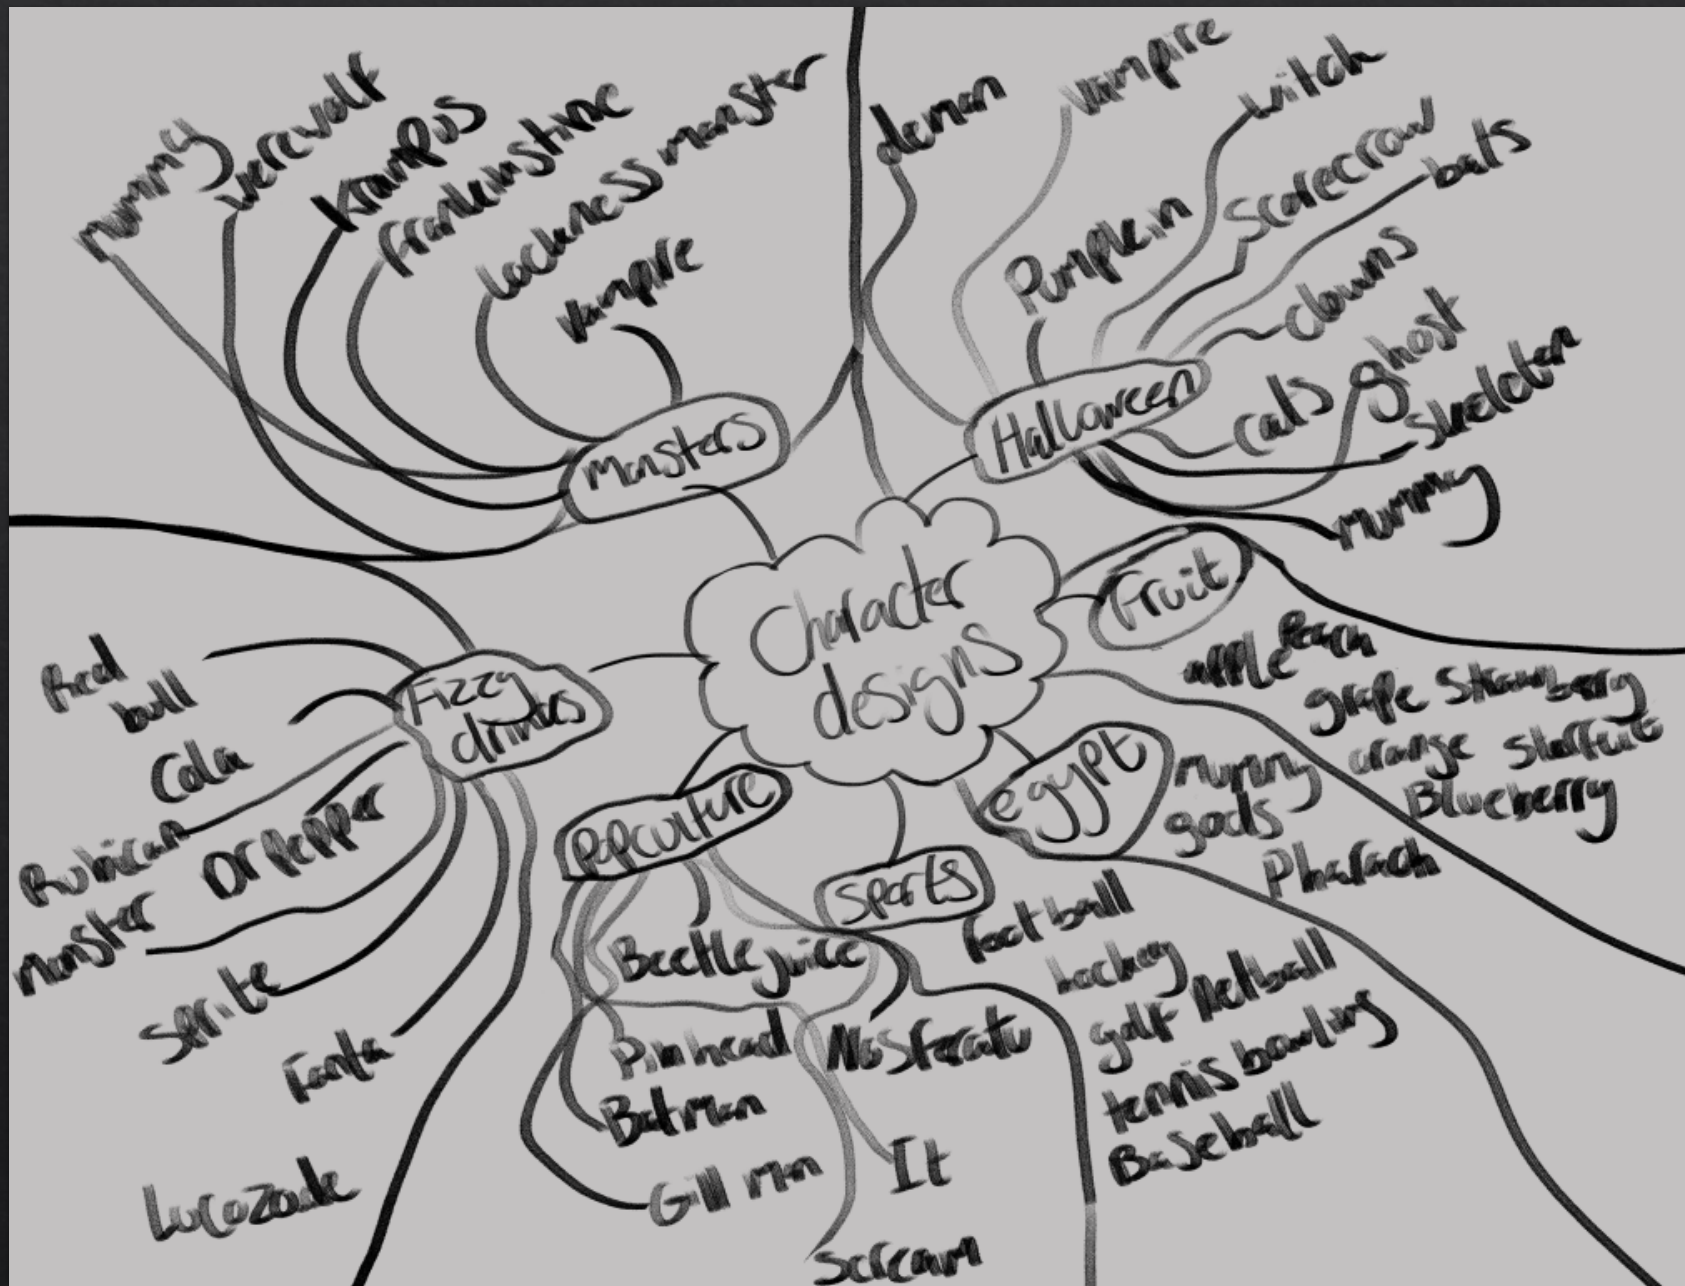 Character
designs
Monsters
mummy
werewolf
Krampus
frankeinstine
lochness monster
vampire
Halloween
demon
vampire
Pumpkin
witch
scarecrow
bats
clowns
cats
ghost
skeleton
mummy
Fruit
apple
Peach
grape
Strawberry
orange
Blueberry
egypt
mummy
gods
Pharaoh
Sports
football
hockey
golf
netball
tennis
bowling
Baseball
Popculture
Beetlejuice
Pinhead
Nosferatu
Batman
Gill man
It
Scream
Fizzy
drinks
Red
bull
Cola
Rubicon
Dr Pepper
monster
Sprite
Fanta
Lucozade